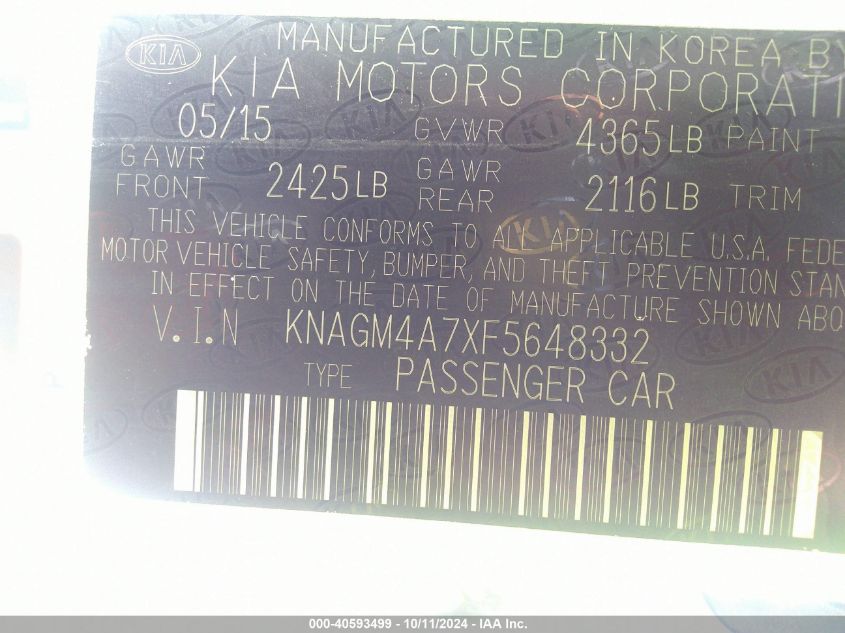 KIA
MANUFACTURED IN KOREA BY
KIA MOTORS CORPORATI
05/15 GVWR 4365LB PAINT
GAWR FRONT 2425LB GAWR REAR 2116LB TRIM
THIS VEHICLE CONFORMS TO ALL APPLICABLE U.S.A. FEDE
MOTOR VEHICLE SAFETY, BUMPER, AND THEFT PREVENTION STAN
IN EFFECT ON THE DATE OF MANUFACTURE SHOWN ABO
V.I.N KNAGM4A7XF5648332
TYPE PASSENGER CAR
000-40593499 - 10/11/2024 - IAA Inc.